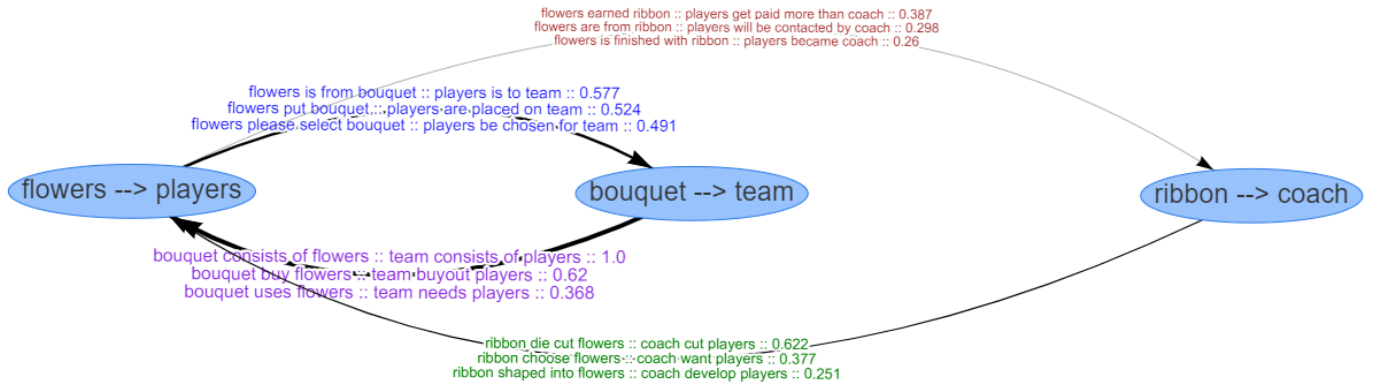 flowers earned ribbon :: players get paid more than coach :: 0.387
flowers are from ribbon :: players will be contacted by coach :: 0.298
flowers is finished with ribbon :: players became coach :: 0.26
flowers is from bouquet :: players is to team :: 0.577
flowers put bouquet :: players are placed on team :: 0.524
flowers please select bouquet :: players be chosen for team :: 0.491
flowers --> players
bouquet --> team
ribbon --> coach
bouquet consists of flowers :: team consists of players :: 1.0
bouquet buy flowers :: team buyout players :: 0.62
bouquet uses flowers :: team needs players :: 0.368
ribbon die cut flowers :: coach cut players :: 0.622
ribbon choose flowers :: coach want players :: 0.377
ribbon shaped into flowers :: coach develop players :: 0.251